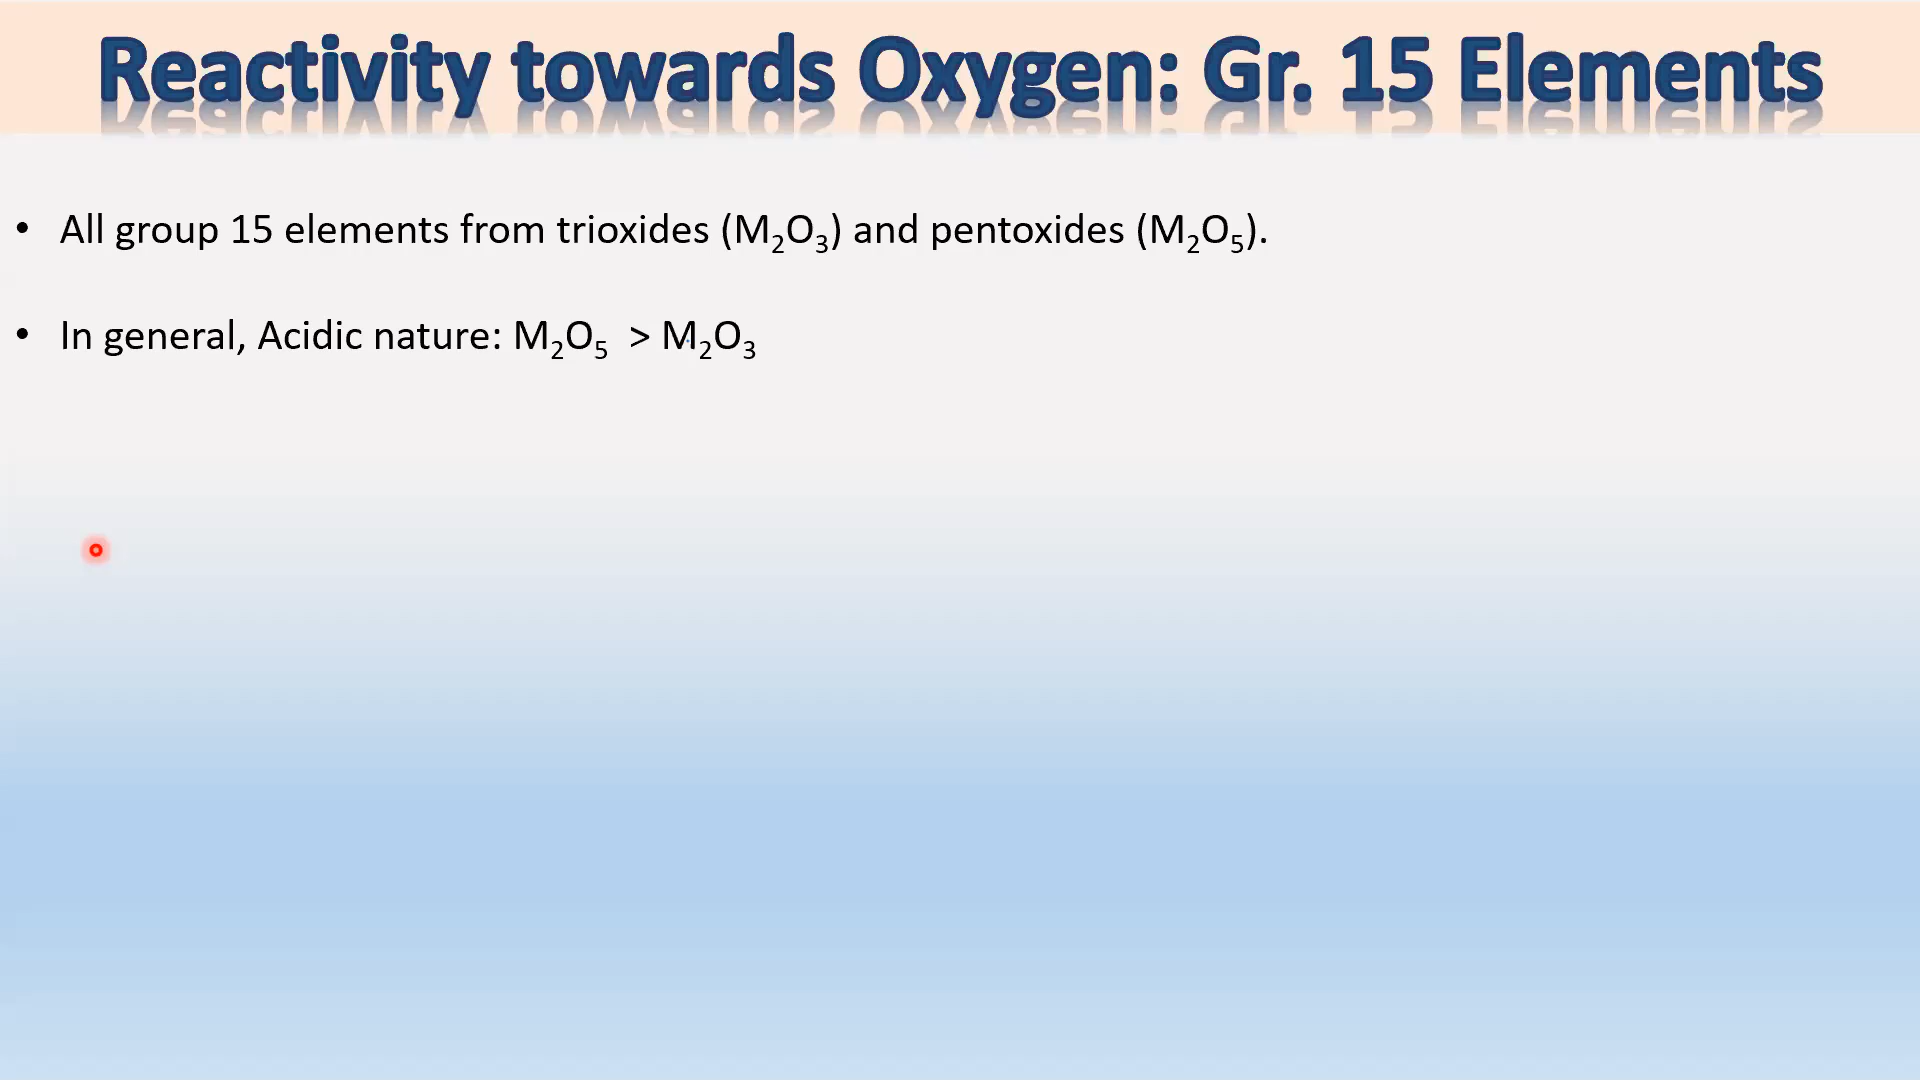 Reactivity towards Oxygen: Gr. 15 Elements
• All group 15 elements from trioxides (M₂O₃) and pentoxides (M₂O₅).
• In general, Acidic nature: M₂O₅ > M₂O₃